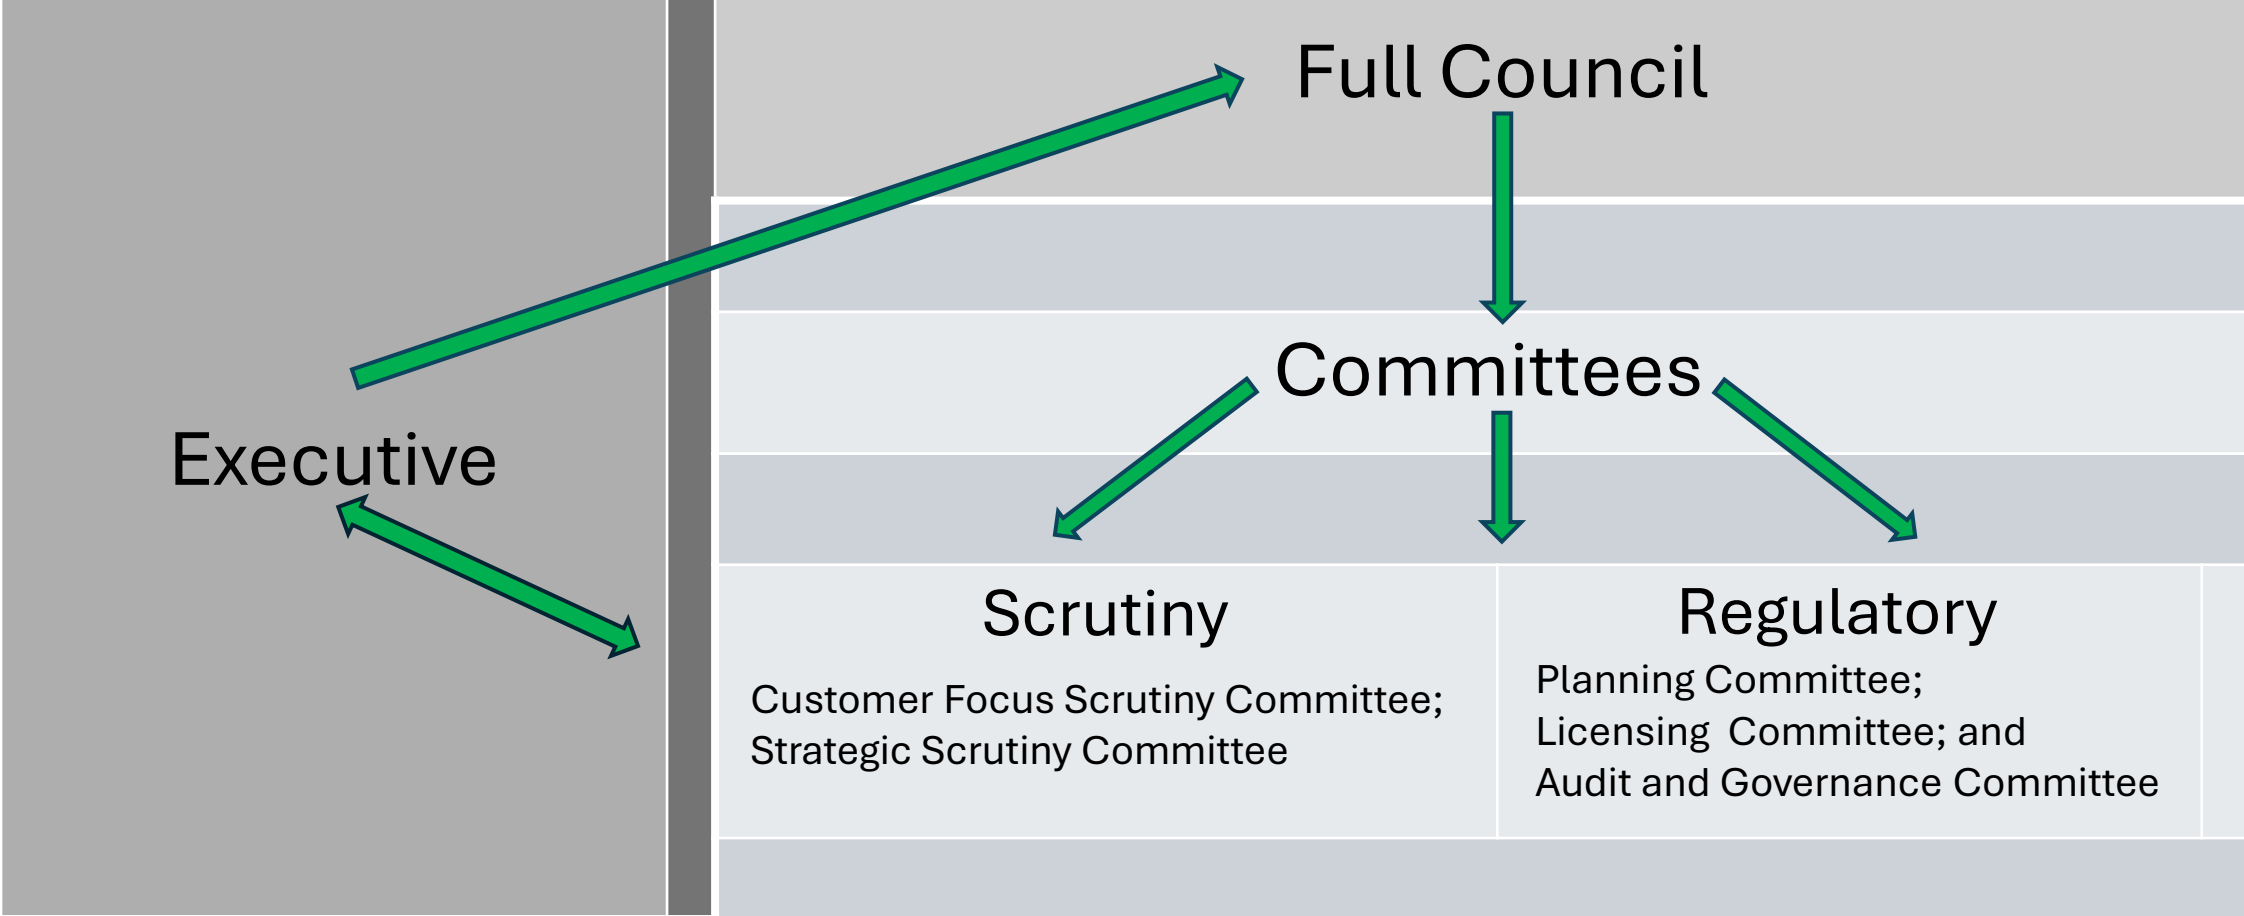 Full Council
Committees
Executive
Scrutiny
Customer Focus Scrutiny Committee;
Strategic Scrutiny Committee
Regulatory
Planning Committee;
Licensing  Committee; and
Audit and Governance Committee